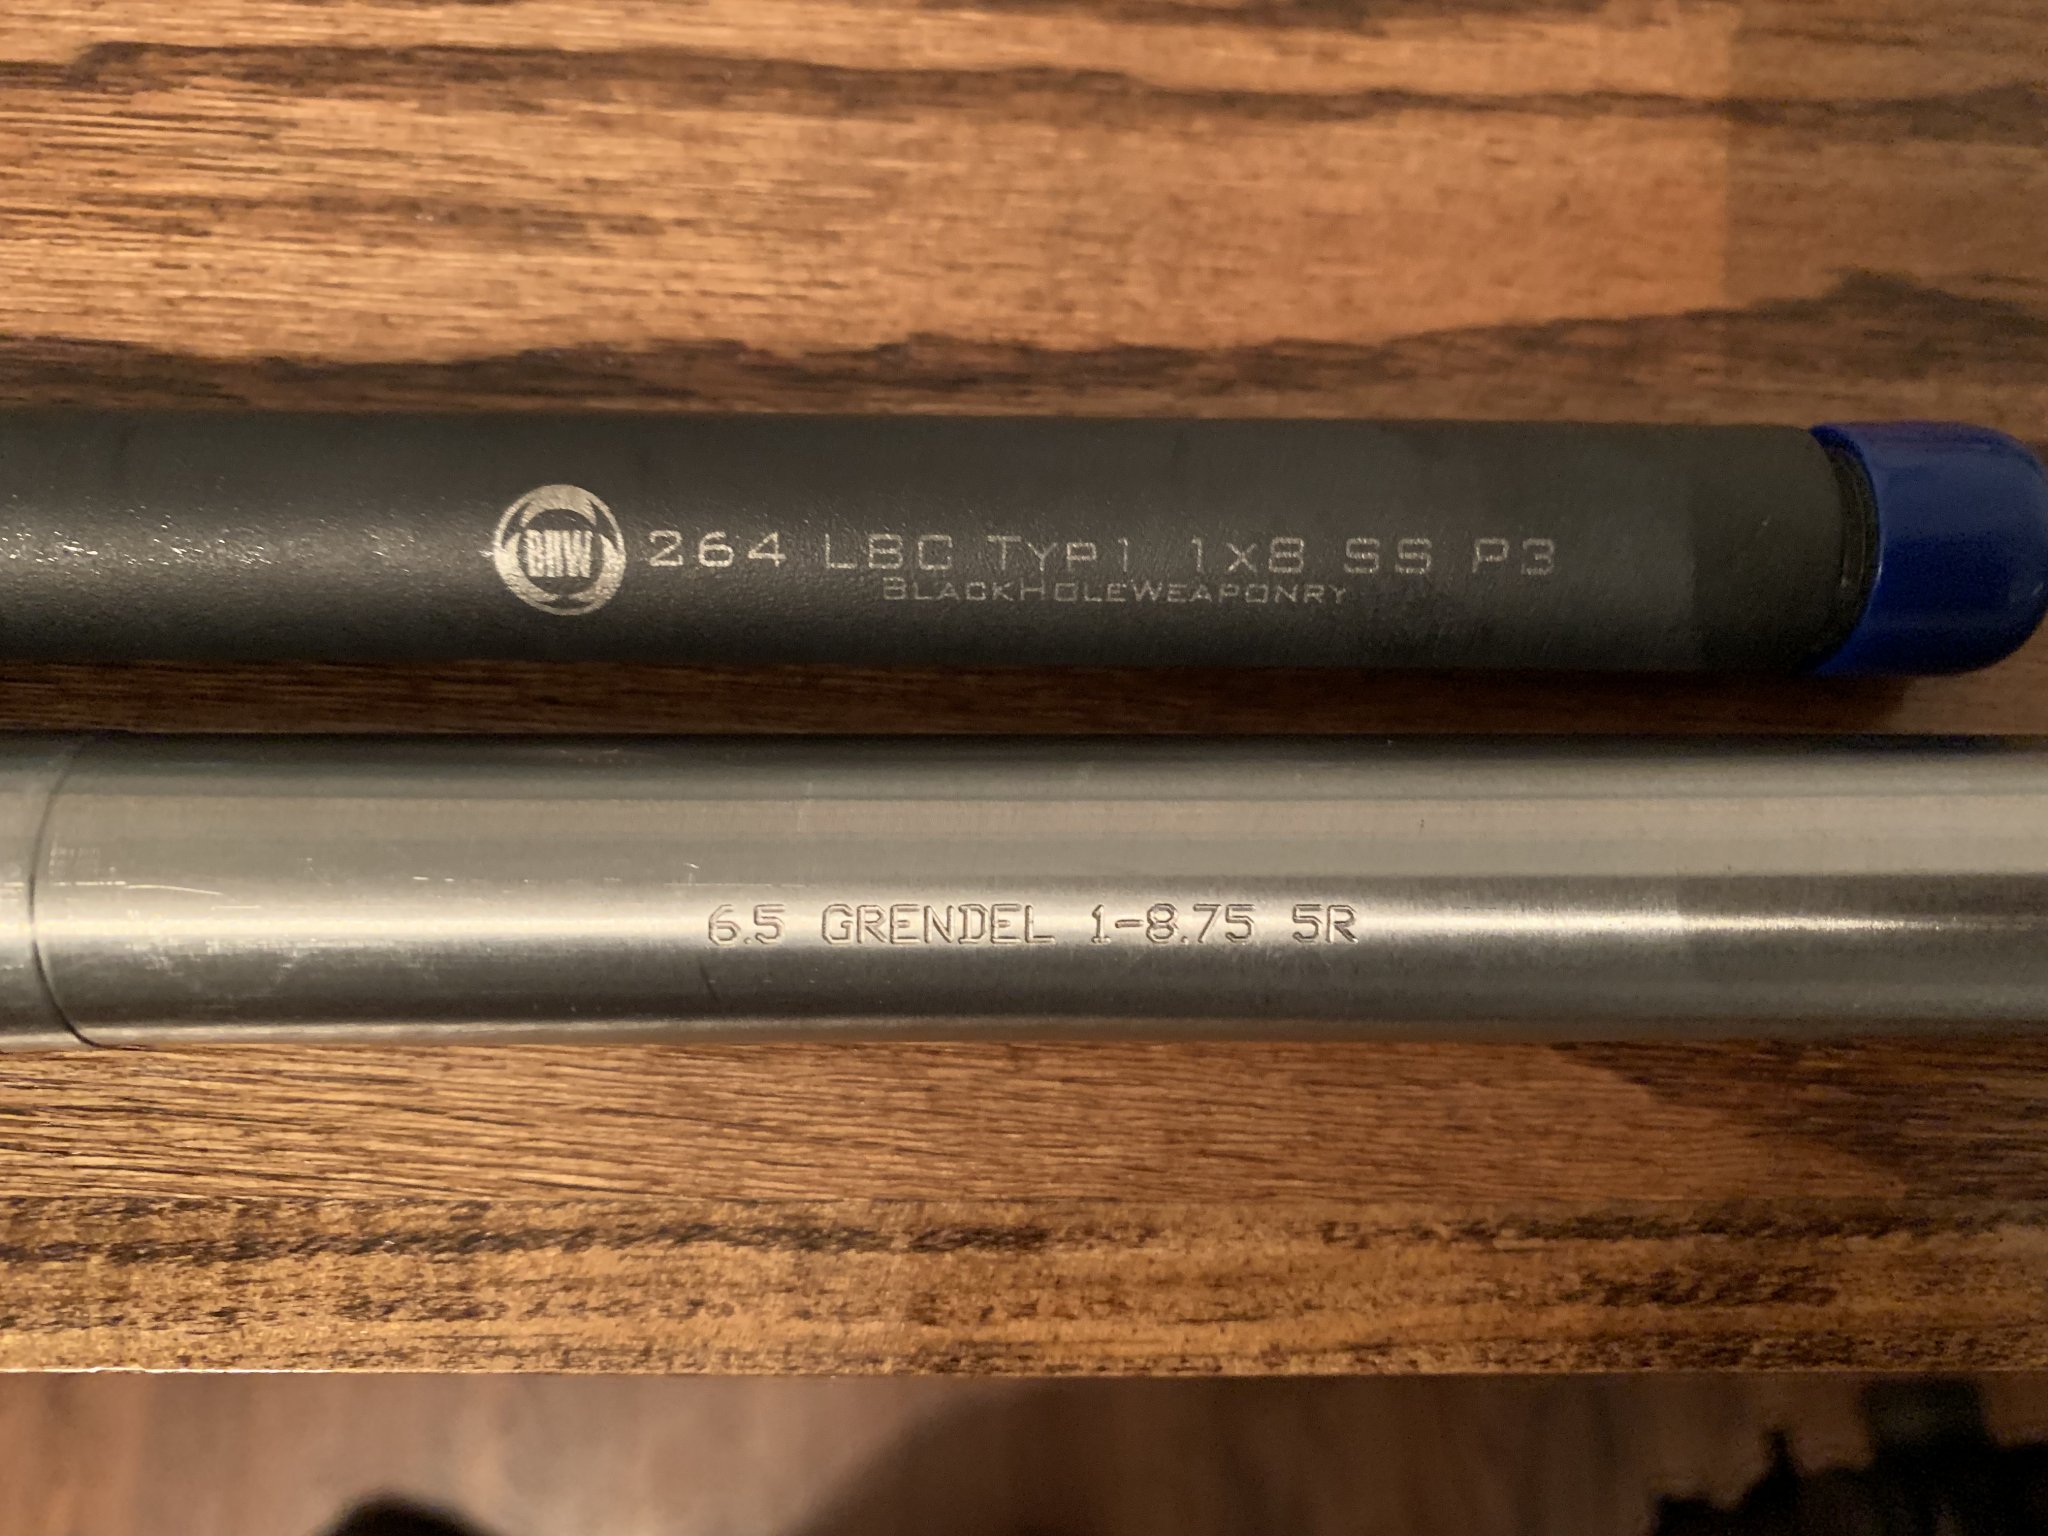 BHW
264 LBC Typ1 1x8 SS P3
BlackHoleWeaponry
6.5 GRENDEL 1-8.75 5R